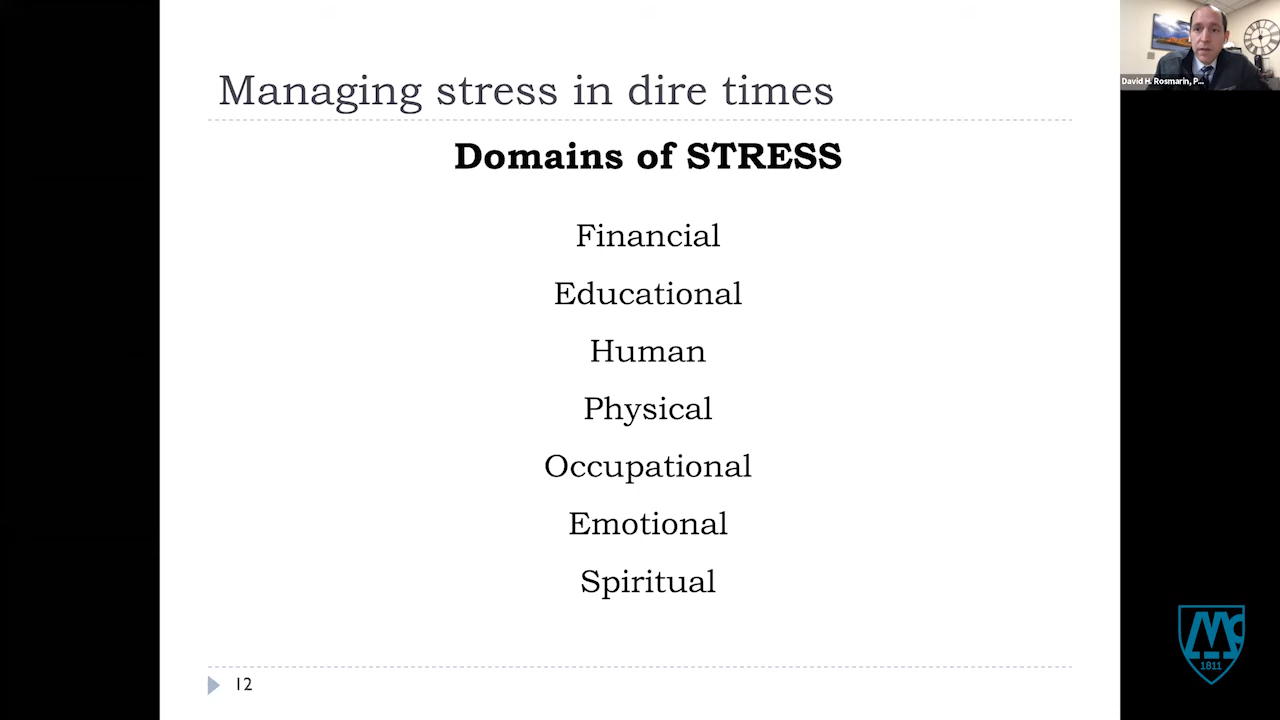 Managing stress in dire times
David H. Rosmarin, P...
Domains of STRESS
Financial
Educational
Human
Physical
Occupational
Emotional
Spiritual
12
Mc
1811